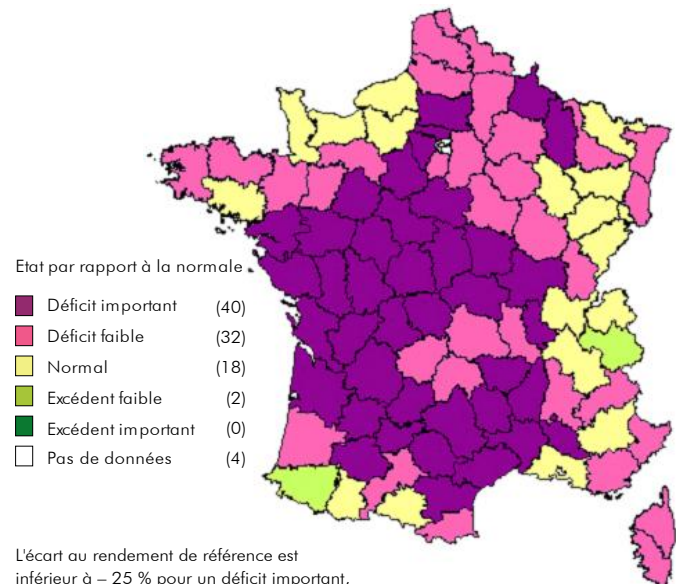 Etat par rapport à la normale
Déficit important (40)
Déficit faible (32)
Normal (18)
Excédent faible (2)
Excédent important (0)
Pas de données (4)
L'écart au rendement de référence est
inférieur à – 25 % pour un déficit important,